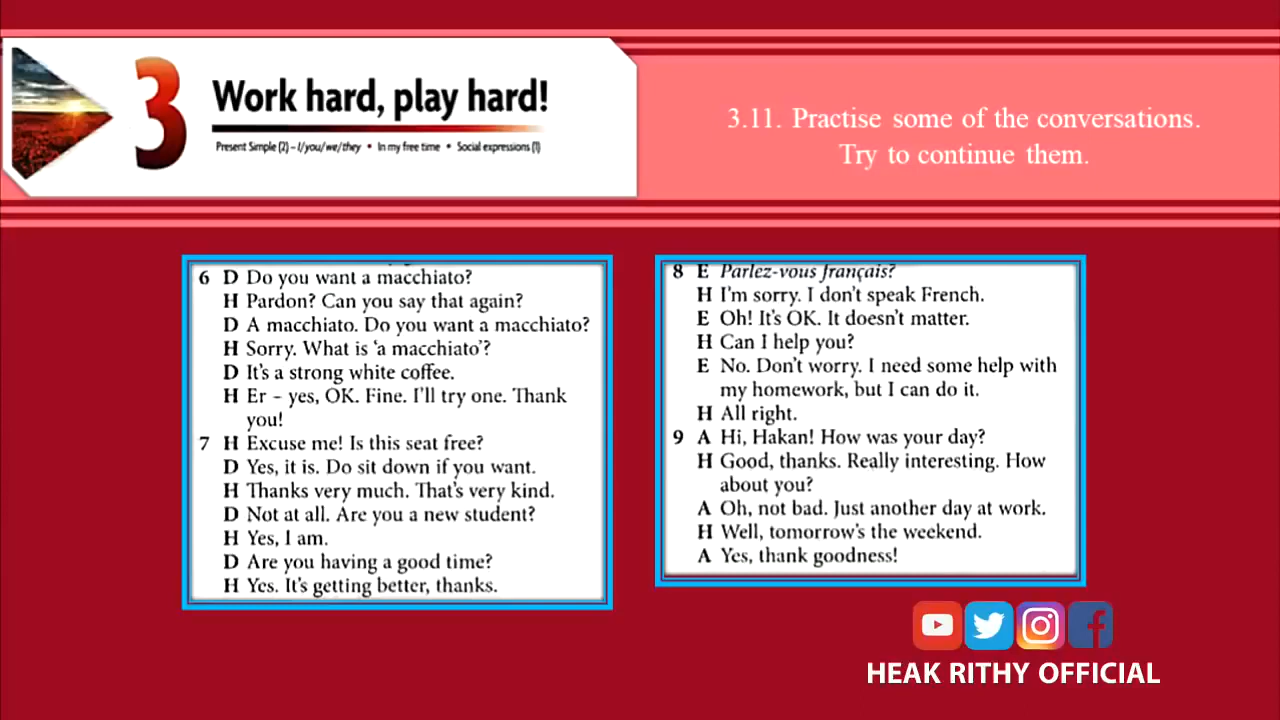 3
Work hard, play hard!
Present Simple (2) – I/you/we/they • In my free time • Social expressions (1)
3.11. Practise some of the conversations.
Try to continue them.
6 D Do you want a macchiato?
H Pardon? Can you say that again?
D A macchiato. Do you want a macchiato?
H Sorry. What is ‘a macchiato’?
D It’s a strong white coffee.
H Er – yes, OK. Fine. I’ll try one. Thank
you!
7 H Excuse me! Is this seat free?
D Yes, it is. Do sit down if you want.
H Thanks very much. That’s very kind.
D Not at all. Are you a new student?
H Yes, I am.
D Are you having a good time?
H Yes. It’s getting better, thanks.
8 E Parlez-vous français?
H I’m sorry. I don’t speak French.
E Oh! It’s OK. It doesn’t matter.
H Can I help you?
E No. Don’t worry. I need some help with
my homework, but I can do it.
H All right.
9 A Hi, Hakan! How was your day?
H Good, thanks. Really interesting. How
about you?
A Oh, not bad. Just another day at work.
H Well, tomorrow’s the weekend.
A Yes, thank goodness!
HEAK RITHY OFFICIAL